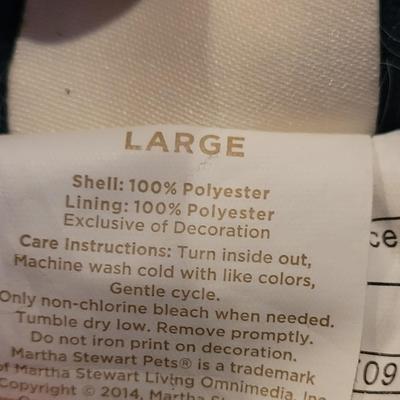 LARGE
Shell: 100% Polyester
Lining: 100% Polyester
Exclusive of Decoration
Care Instructions: Turn inside out,
Machine wash cold with like colors,
Gentle cycle.
Only non-chlorine bleach when needed.
Tumble dry low. Remove promptly.
Do not iron print on decoration.
Martha Stewart Pets® is a trademark
of Martha Stewart Living Omnimedia, Inc
Copyright © 2014, Martha
ce
09